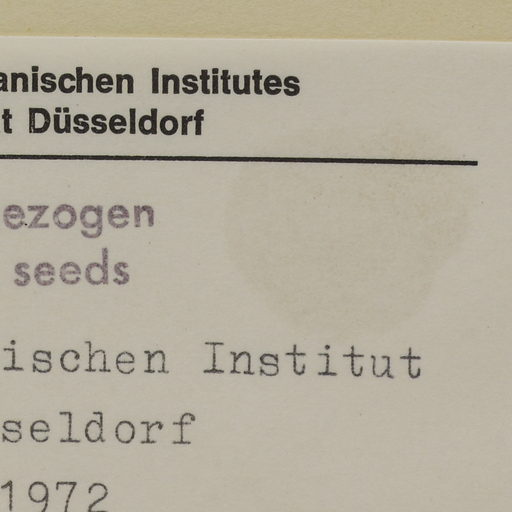 anischen Institutes
t Düsseldorf
ezogen
seeds
ischen Institut
seldorf
1972